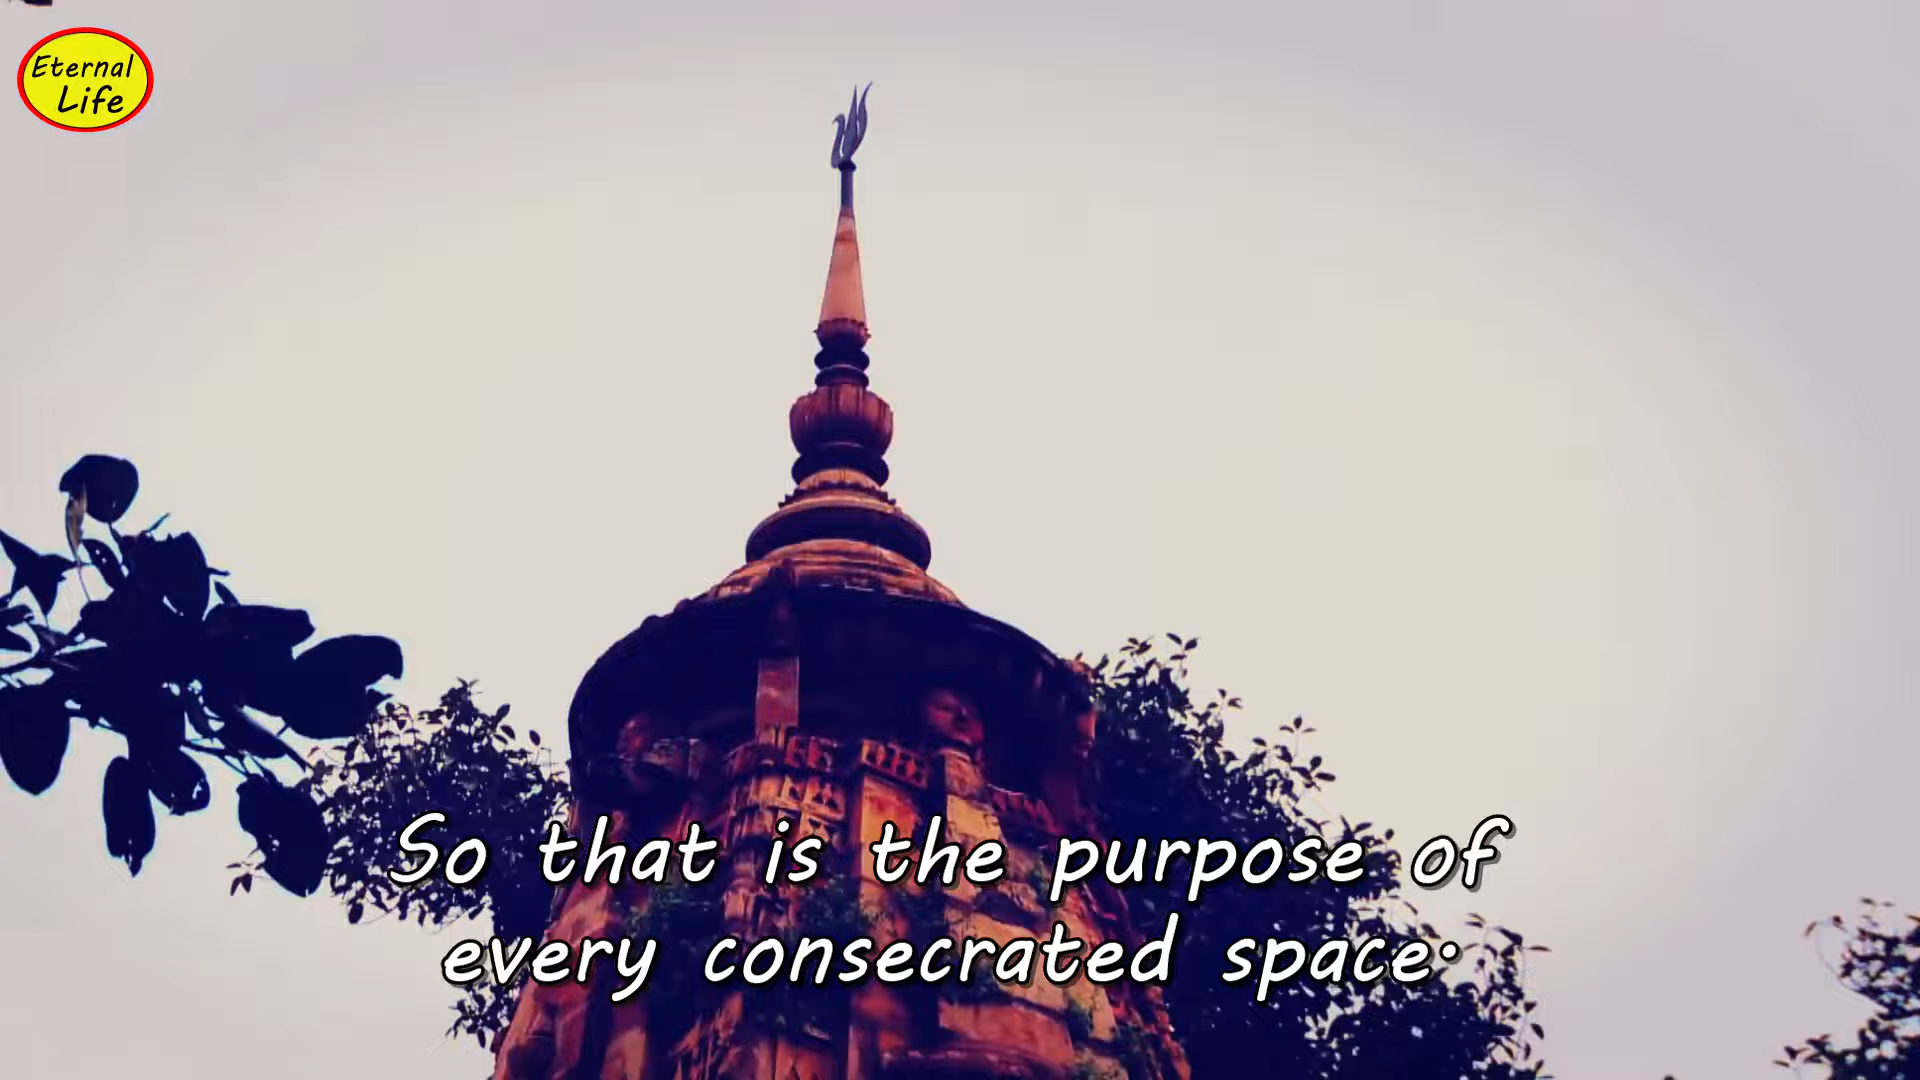 Eternal
Life
So that is the purpose of
every consecrated space.